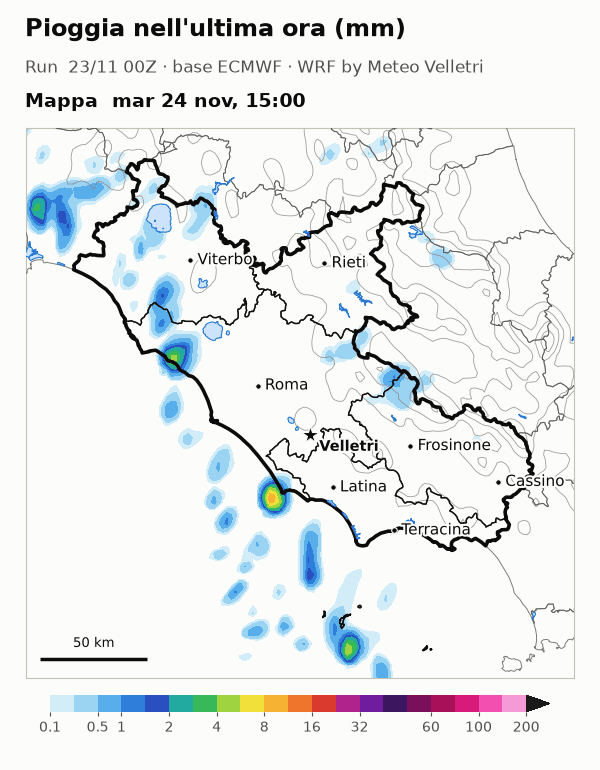 Pioggia nell'ultima ora (mm)
Run  23/11 00Z · base ECMWF · WRF by Meteo Velletri
Mappa  mar 24 nov, 15:00
Viterbo
Rieti
Roma
Velletri
Frosinone
Latina
Cassino
Terracina
50 km
0.1 0.5 1 2 4 8 16 32 60 100 200